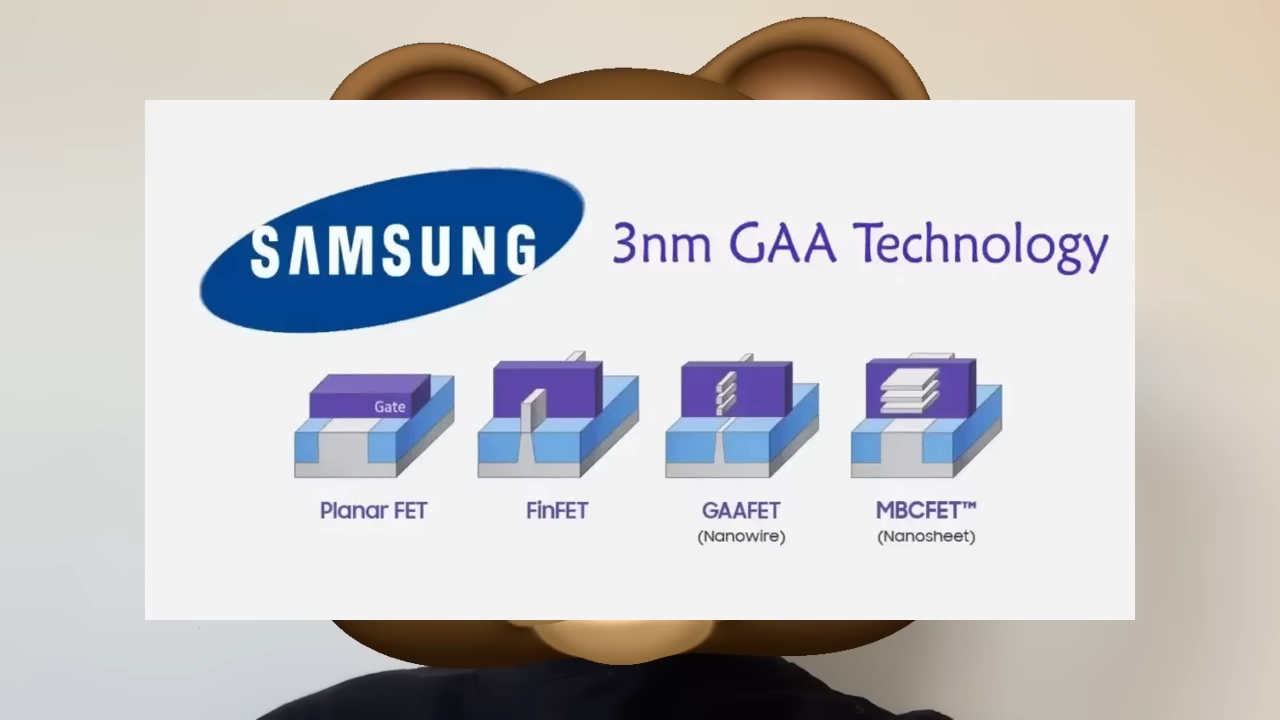 SAMSUNG
3nm GAA Technology
Gate
Planar FET
FinFET
GAAFET
MBCFET™
(Nanowire)
(Nanosheet)